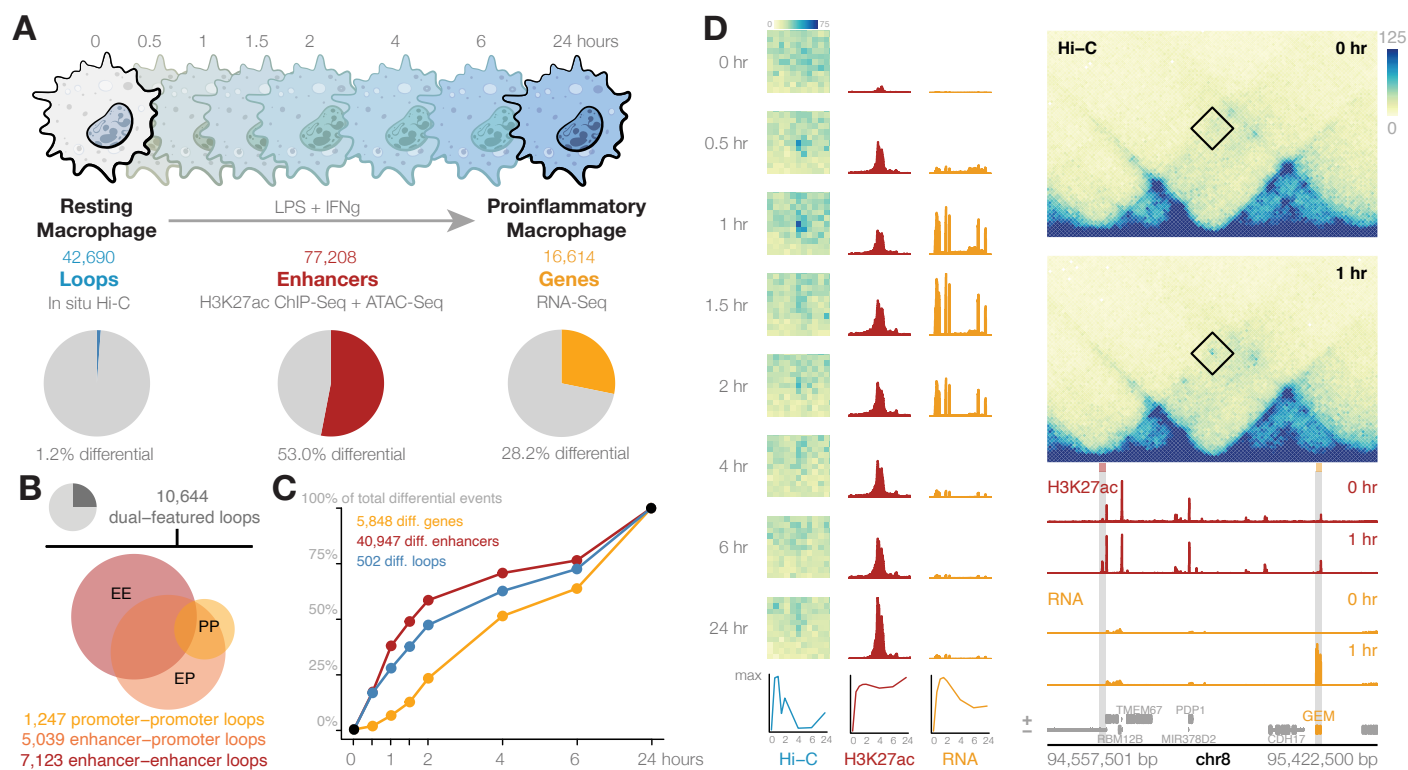 A
0 0.5 1 1.5 2 4 6 24 hours
Resting
Macrophage
LPS + IFNg
Proinflammatory
Macrophage
42,690
Loops
In situ Hi-C
77,208
Enhancers
H3K27ac ChIP-Seq + ATAC-Seq
16,614
Genes
RNA-Seq
1.2% differential
53.0% differential
28.2% differential
B
10,644
dual–featured loops
EE
PP
EP
1,247 promoter–promoter loops
5,039 enhancer–promoter loops
7,123 enhancer–enhancer loops
C
100% of total differential events
5,848 diff. genes
40,947 diff. enhancers
502 diff. loops
75%
50%
25%
0%
0 1 2 4 6 24 hours
D
0 75
0 hr
0.5 hr
1 hr
1.5 hr
2 hr
4 hr
6 hr
24 hr
max
0 2 4 6 24
0 2 4 6 24
0 2 4 6 24
Hi–C
H3K27ac
RNA
Hi–C
0 hr
125
0
1 hr
H3K27ac
0 hr
1 hr
RNA
0 hr
1 hr
TMEM67 PDP1
GEM
+
–
RBM12B MIR378D2 CDH17
94,557,501 bp chr8 95,422,500 bp